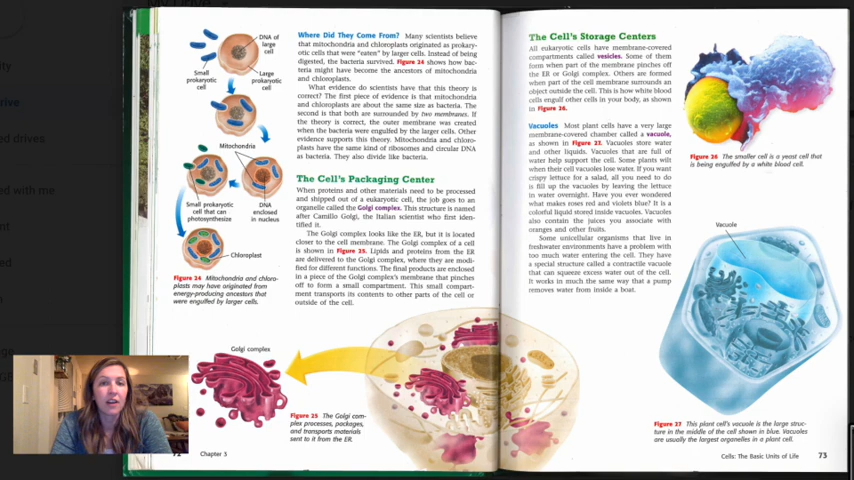 DNA of
large
cell
Small
prokaryotic
cell
Large
prokaryotic
cell
Mitochondria
Small prokaryotic
cell that can
photosynthesize
DNA
enclosed
in nucleus
Chloroplast
Figure 24 Mitochondria and chloro-
plasts may have originated from
energy-producing ancestors that
were engulfed by larger cells.
Where Did They Come From? Many scientists believe
that mitochondria and chloroplasts originated as prokary-
otic cells that were "eaten" by larger cells. Instead of being
digested, the bacteria survived. Figure 24 shows how bac-
teria might have become the ancestors of mitochondria
and chloroplasts.
What evidence do scientists have that this theory is
correct? The first piece of evidence is that mitochondria
and chloroplasts are about the same size as bacteria. The
second is that both are surrounded by two membranes. If
the theory is correct, the outer membrane was created
when the bacteria were engulfed by the larger cells. Other
evidence supports this theory. Mitochondria and chloro-
plasts have the same kind of ribosomes and circular DNA
as bacteria. They also divide like bacteria.
The Cell's Packaging Center
When proteins and other materials need to be processed
and shipped out of a eukaryotic cell, the job goes to an
organelle called the Golgi complex. This structure is named
after Camillo Golgi, the Italian scientist who first iden-
tified it.
The Golgi complex looks like the ER, but it is located
closer to the cell membrane. The Golgi complex of a cell
is shown in Figure 25. Lipids and proteins from the ER
are delivered to the Golgi complex, where they are modi-
fied for different functions. The final products are enclosed
in a piece of the Golgi complex's membrane that pinches
off to form a small compartment. This small compart-
ment transports its contents to other parts of the cell or
outside of the cell.
Golgi complex
Figure 25 The Golgi com-
plex processes, packages,
and transports materials
sent to it from the ER.
Chapter 3
The Cell's Storage Centers
All eukaryotic cells have membrane-covered
compartments called vesicles. Some of them
form when part of the membrane pinches off
the ER or Golgi complex. Others are formed
when part of the cell membrane surrounds an
object outside the cell. This is how white blood
cells engulf other cells in your body, as shown
in Figure 26.
Vacuoles Most plant cells have a very large
membrane-covered chamber called a vacuole,
as shown in Figure 27. Vacuoles store water
and other liquids. Vacuoles that are full of
water help support the cell. Some plants wilt
when their cell vacuoles lose water. If you want
crispy lettuce for a salad, all you need to do
is fill up the vacuoles by leaving the lettuce
in water overnight. Have you ever wondered
what makes roses red and violets blue? It is a
colorful liquid stored inside vacuoles. Vacuoles
also contain the juices you associate with
oranges and other fruits.
Some unicellular organisms that live in
freshwater environments have a problem with
too much water entering the cell. They have
a special structure called a contractile vacuole
that can squeeze excess water out of the cell.
It works in much the same way that a pump
removes water from inside a boat.
Figure 26 The smaller cell is a yeast cell that
is being engulfed by a white blood cell.
Vacuole
Figure 27 This plant cell's vacuole is the large struc-
ture in the middle of the cell shown in blue. Vacuoles
are usually the largest organelles in a plant cell.
Cells: The Basic Units of Life 73